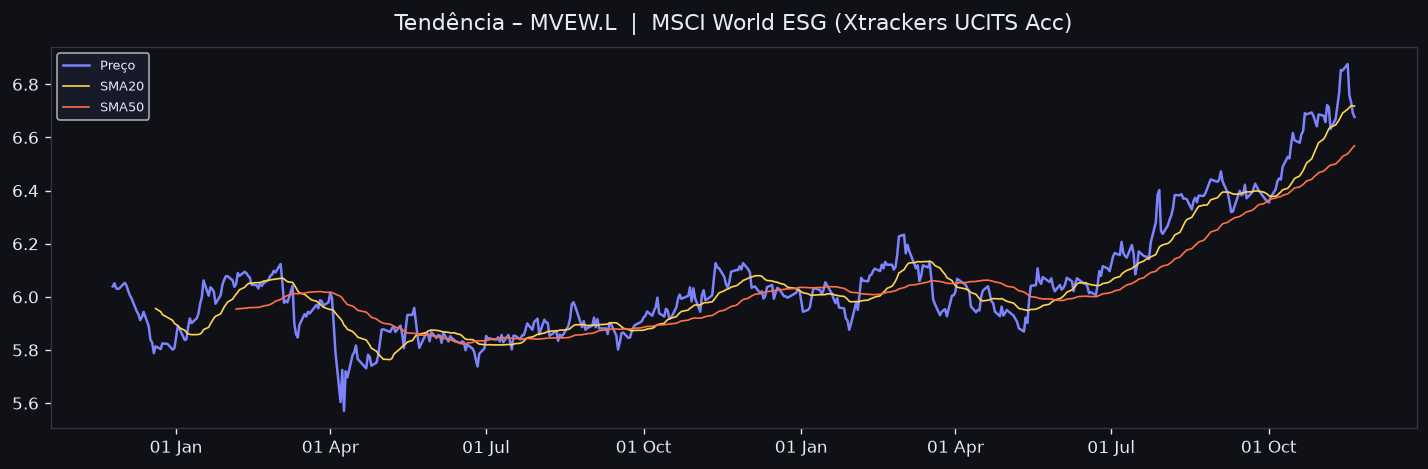 Tendência – MVEW.L | MSCI World ESG (Xtrackers UCITS Acc)
Preço
SMA20
SMA50
6.8
6.6
6.4
6.2
6.0
5.8
5.6
01 Jan
01 Apr
01 Jul
01 Oct
01 Jan
01 Apr
01 Jul
01 Oct